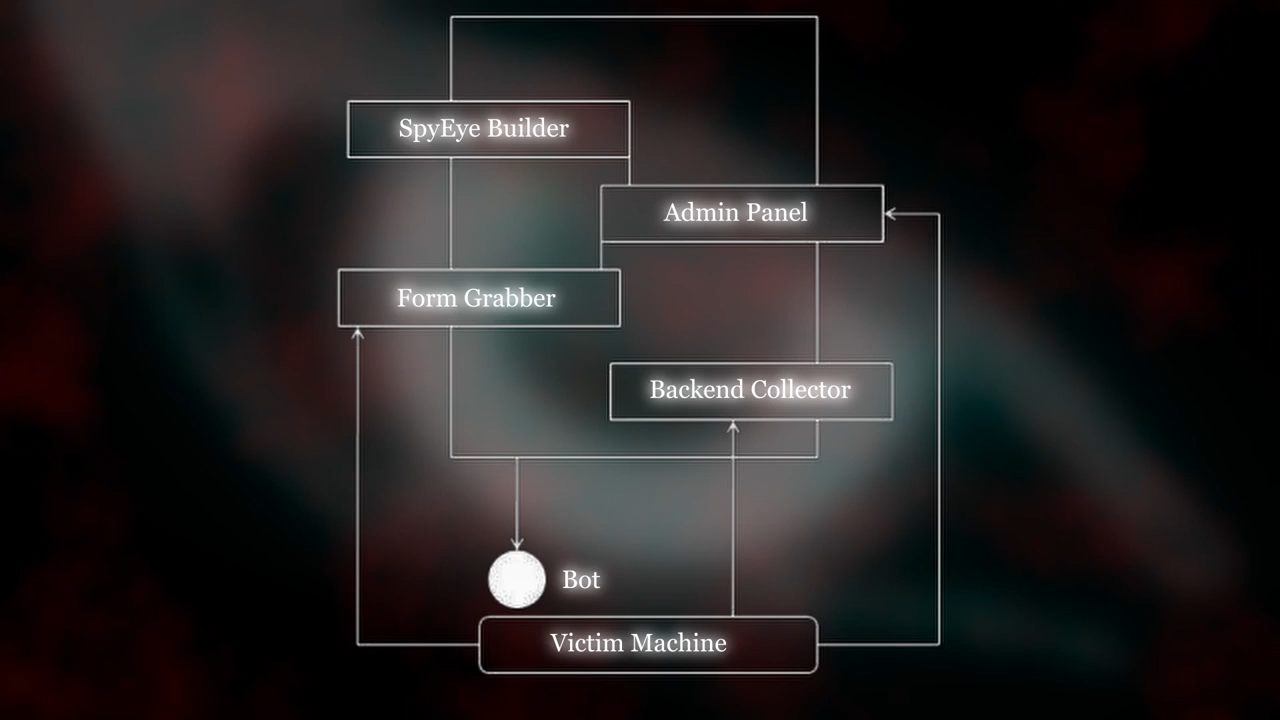 SpyEye Builder
Admin Panel
Form Grabber
Backend Collector
Bot
Victim Machine